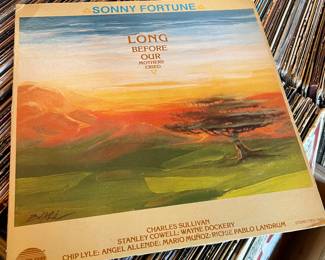 SONNY FORTUNE
LONG
BEFORE
OUR
MOTHERS
CRIED
CHARLES SULLIVAN
STANLEY COWELL: WAYNE DOCKERY
CHIP LYLE: ANGEL ALLENDE: MARIO MUÑOZ: RICHIE PABLO LANDRUM